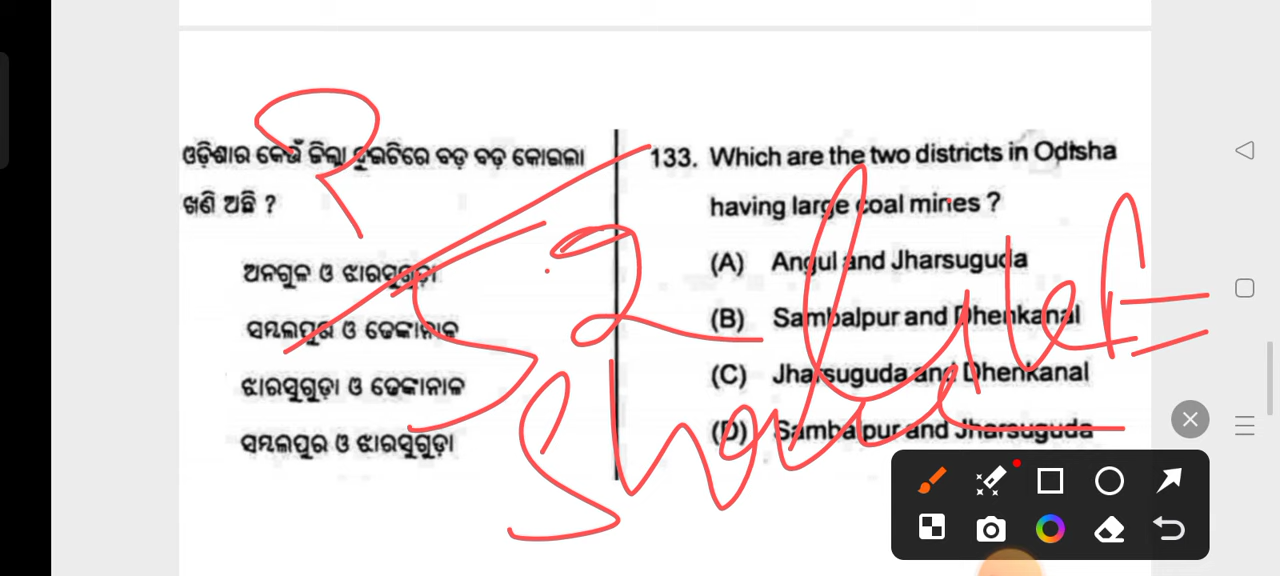 ଓଡ଼ିଶାର କେଉଁ ଜିଲ୍ଲା ଦୁଇଟିରେ ବଡ଼ ବଡ଼ କୋଇଲା
ଖଣି ଅଛି ?
ଅନଗୁଳ ଓ ଝାରସୁଗୁଡ଼ା
ସମ୍ବଲପୁର ଓ ଢେଙ୍କାନାଳ
ଝାରସୁଗୁଡ଼ା ଓ ଢେଙ୍କାନାଳ
ସମ୍ବଲପୁର ଓ ଝାରସୁଗୁଡ଼ା
133. Which are the two districts in Odisha
having large coal mines ?
(A) Angul and Jharsuguda
(B) Sambalpur and Dhenkanal
(C) Jharsuguda and Dhenkanal
(D) Sambalpur and Jharsuguda